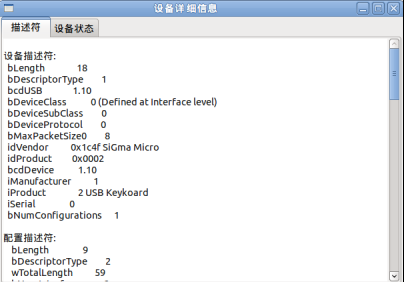 设备详细信息
描述符 设备状态
设备描述符:
bLength 18
bDescriptorType 1
bcdUSB 1.10
bDeviceClass 0 (Defined at Interface level)
bDeviceSubClass 0
bDeviceProtocol 0
bMaxPacketSize0 8
idVendor 0x1c4f SiGma Micro
idProduct 0x0002
bcdDevice 1.10
iManufacturer 1
iProduct 2 USB Keykoard
iSerial 0
bNumConfigurations 1
配置描述符:
bLength 9
bDescriptorType 2
wTotalLength 59